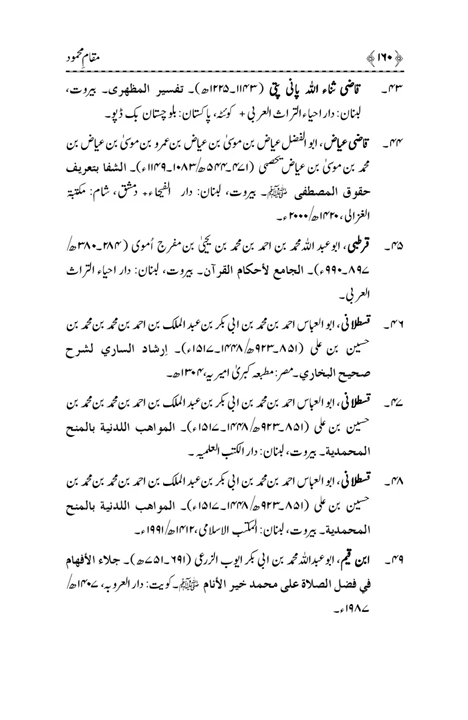 ﴿۱۶۰﴾ مقامِ محمود
۴۳۔ قاضی ثناء اللہ پانی پتی (۱۱۴۳۔۱۲۲۵ھ)۔ تفسیر المظهری۔ بیروت،
لبنان: دار احیاء التراث العربی + کوئٹہ، پاکستان: بلوچستان بک ڈپو۔
۴۴۔ قاضی عیاض، ابو الفضل عیاض بن موسیٰ بن عیاض بن عمرو بن موسیٰ بن عیاض بن
محمد بن موسیٰ بن عیاض یحصبی (۴۷۱۔۵۴۴ھ/۱۰۸۳۔۱۱۴۹ء)۔ الشفا بتعریف
حقوق المصطفی ﷺ۔ بیروت، لبنان: دار الفیحاء، دمشق، شام: مکتبۃ
الغزالی، ۱۴۲۰ھ/۲۰۰۰ء۔
۴۵۔ قرطبی، ابو عبد اللہ محمد بن احمد بن محمد بن یحییٰ بن مفرج اُموی (۲۸۴۔۳۸۰ھ/
۸۹۷۔۹۹۰ء)۔ الجامع لأحکام القرآن۔ بیروت، لبنان: دار احیاء التراث
العربی۔
۴۶۔ قسطلانی، ابو العباس احمد بن محمد بن ابی بکر بن عبد الملک بن احمد بن محمد بن محمد بن
حسین بن علی (۸۵۱۔۹۲۳ھ/۱۴۴۸۔۱۵۱۷ء)۔ إرشاد الساري لشرح
صحیح البخاري۔ مصر: مطبعہ کبریٰ امیریہ، ۱۳۰۴ھ۔
۴۷۔ قسطلانی، ابو العباس احمد بن محمد بن ابی بکر بن عبد الملک بن احمد بن محمد بن محمد بن
حسین بن علی (۸۵۱۔۹۲۳ھ/۱۴۴۸۔۱۵۱۷ء)۔ المواهب اللدنیة بالمنح
المحمدیة۔ بیروت، لبنان: دار الکتب العلمیہ۔
۴۸۔ قسطلانی، ابو العباس احمد بن محمد بن ابی بکر بن عبد الملک بن احمد بن محمد بن محمد بن
حسین بن علی (۸۵۱۔۹۲۳ھ/۱۴۴۸۔۱۵۱۷ء)۔ المواهب اللدنیة بالمنح
المحمدیة۔ بیروت، لبنان: المکتب الاسلامی، ۱۴۱۲ھ/۱۹۹۱ء۔
۴۹۔ ابن قیم، ابو عبد اللہ محمد بن ابی بکر ایوب الزرعی (۶۹۱۔۷۵۱ھ)۔ جلاء الأفهام
في فضل الصلاة علی محمد خیر الأنام ﷺ۔ کویت: دار العروبہ، ۱۴۰۷ھ/
۱۹۸۷ء۔